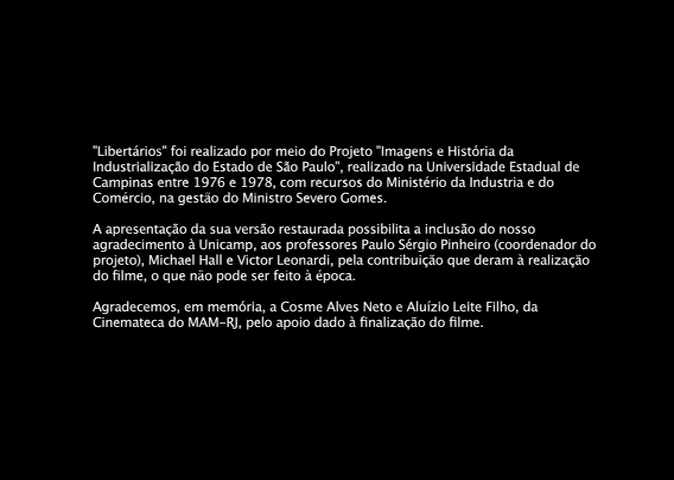 "Libertários" foi realizado por meio do Projeto "Imagens e História da
Industrialização do Estado de São Paulo", realizado na Universidade Estadual de
Campinas entre 1976 e 1978, com recursos do Ministério da Industria e do
Comércio, na gestão do Ministro Severo Gomes.
A apresentação da sua versão restaurada possibilita a inclusão do nosso
agradecimento à Unicamp, aos professores Paulo Sérgio Pinheiro (coordenador do
projeto), Michael Hall e Victor Leonardi, pela contribuição que deram à realização
do filme, o que não pode ser feito à época.
Agradecemos, em memória, a Cosme Alves Neto e Aluízio Leite Filho, da
Cinemateca do MAM-RJ, pelo apoio dado à finalização do filme.